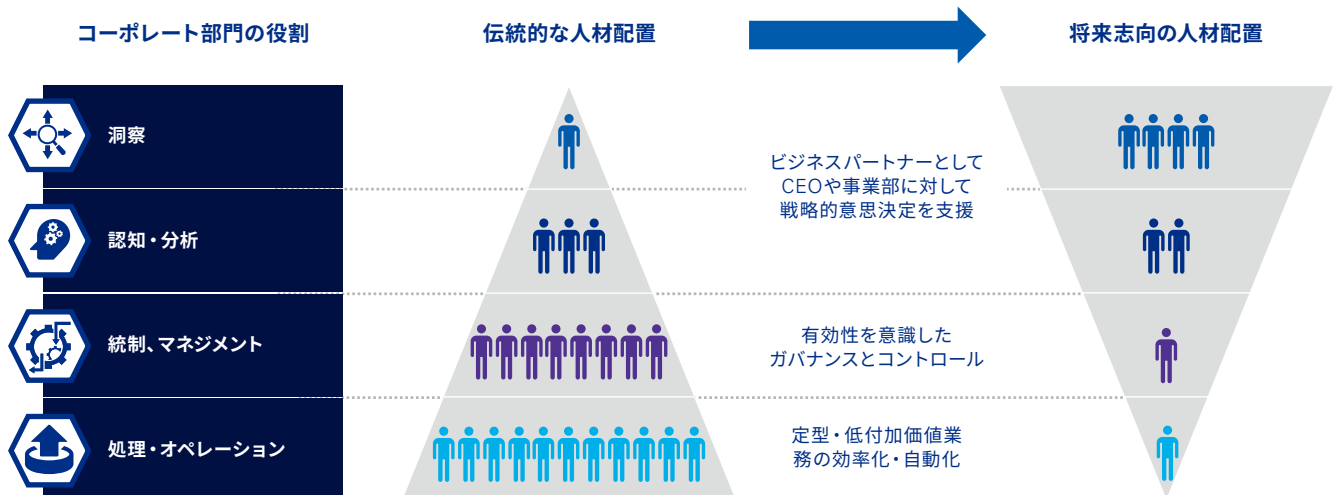 コーポレート部門の役割
伝統的な人材配置
将来志向の人材配置
洞察
認知・分析
統制、マネジメント
処理・オペレーション
ビジネスパートナーとして
CEOや事業部に対して
戦略的意思決定を支援
有効性を意識した
ガバナンスとコントロール
定型・低付加価値業
務の効率化・自動化